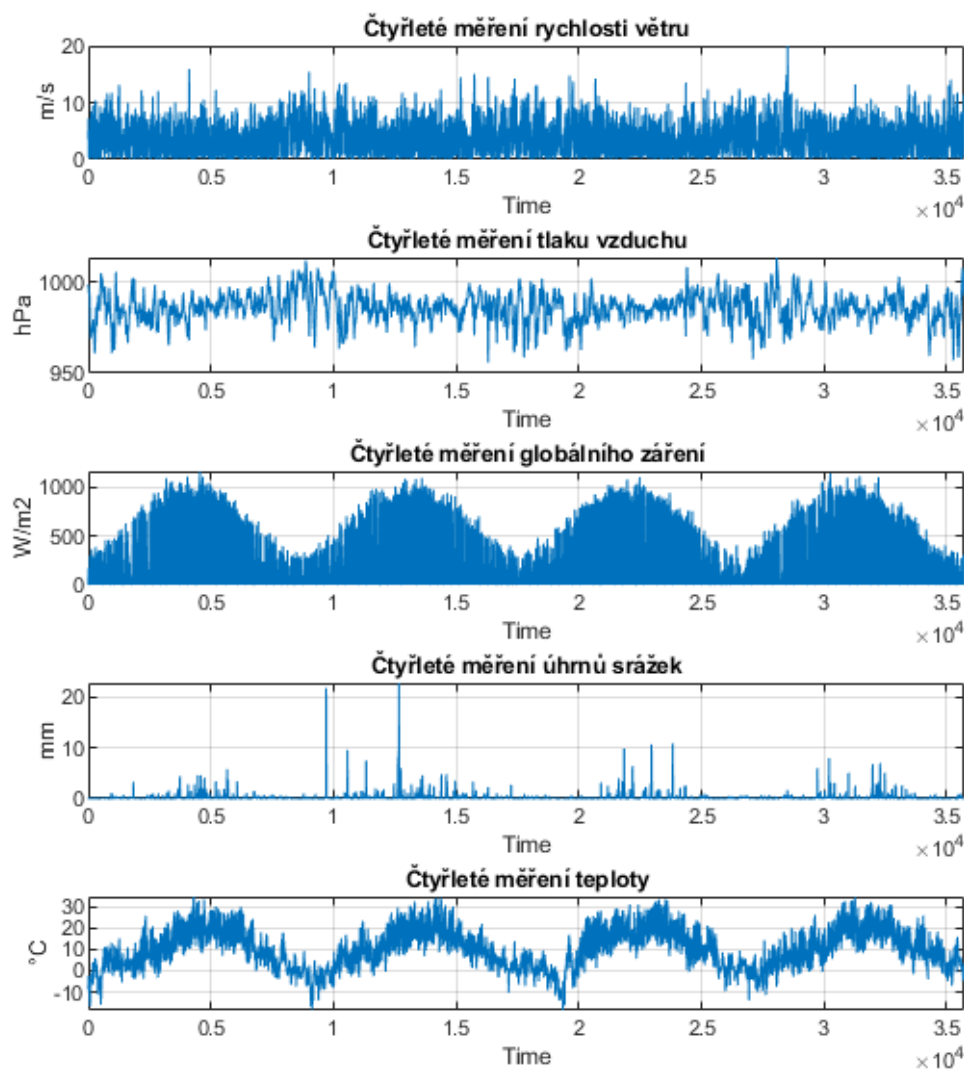 Čtyřleté měření rychlosti větru
20
10
0
m/s
0 0.5 1 1.5 2 2.5 3 3.5
Time
×10^4
Čtyřleté měření tlaku vzduchu
1000
950
hPa
0 0.5 1 1.5 2 2.5 3 3.5
Time
×10^4
Čtyřleté měření globálního záření
1000
500
0
W/m2
0 0.5 1 1.5 2 2.5 3 3.5
Time
×10^4
Čtyřleté měření úhrnů srážek
20
10
0
mm
0 0.5 1 1.5 2 2.5 3 3.5
Time
×10^4
Čtyřleté měření teploty
30
20
10
0
-10
°C
0 0.5 1 1.5 2 2.5 3 3.5
Time
×10^4